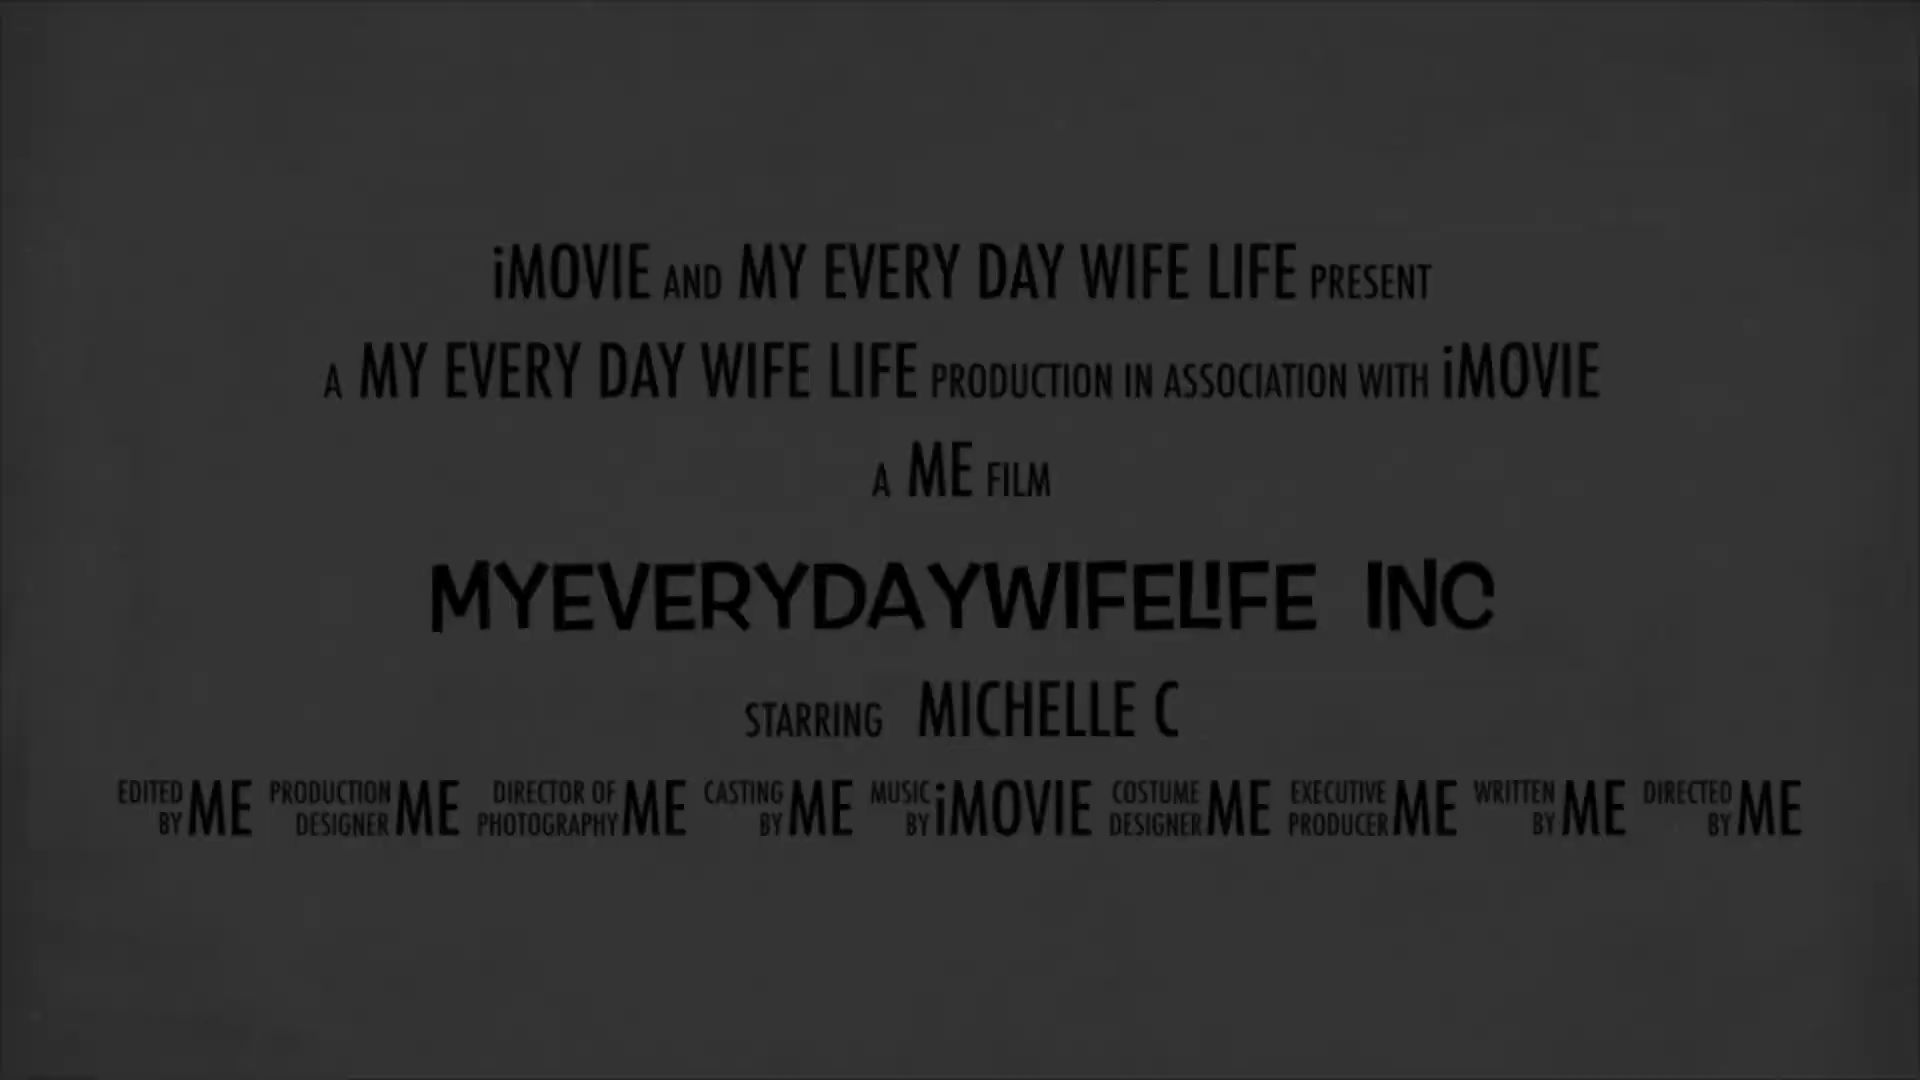 iMOVIE AND MY EVERY DAY WIFE LIFE PRESENT
A MY EVERY DAY WIFE LIFE PRODUCTION IN ASSOCIATION WITH iMOVIE
A ME FILM
MYEVERYDAYWIFELIFE INC
STARRING MICHELLE C
EDITED BY ME PRODUCTION DESIGNER ME DIRECTOR OF PHOTOGRAPHY ME CASTING BY ME MUSIC BY iMOVIE COSTUME DESIGNER ME EXECUTIVE PRODUCER ME WRITTEN BY ME DIRECTED BY ME